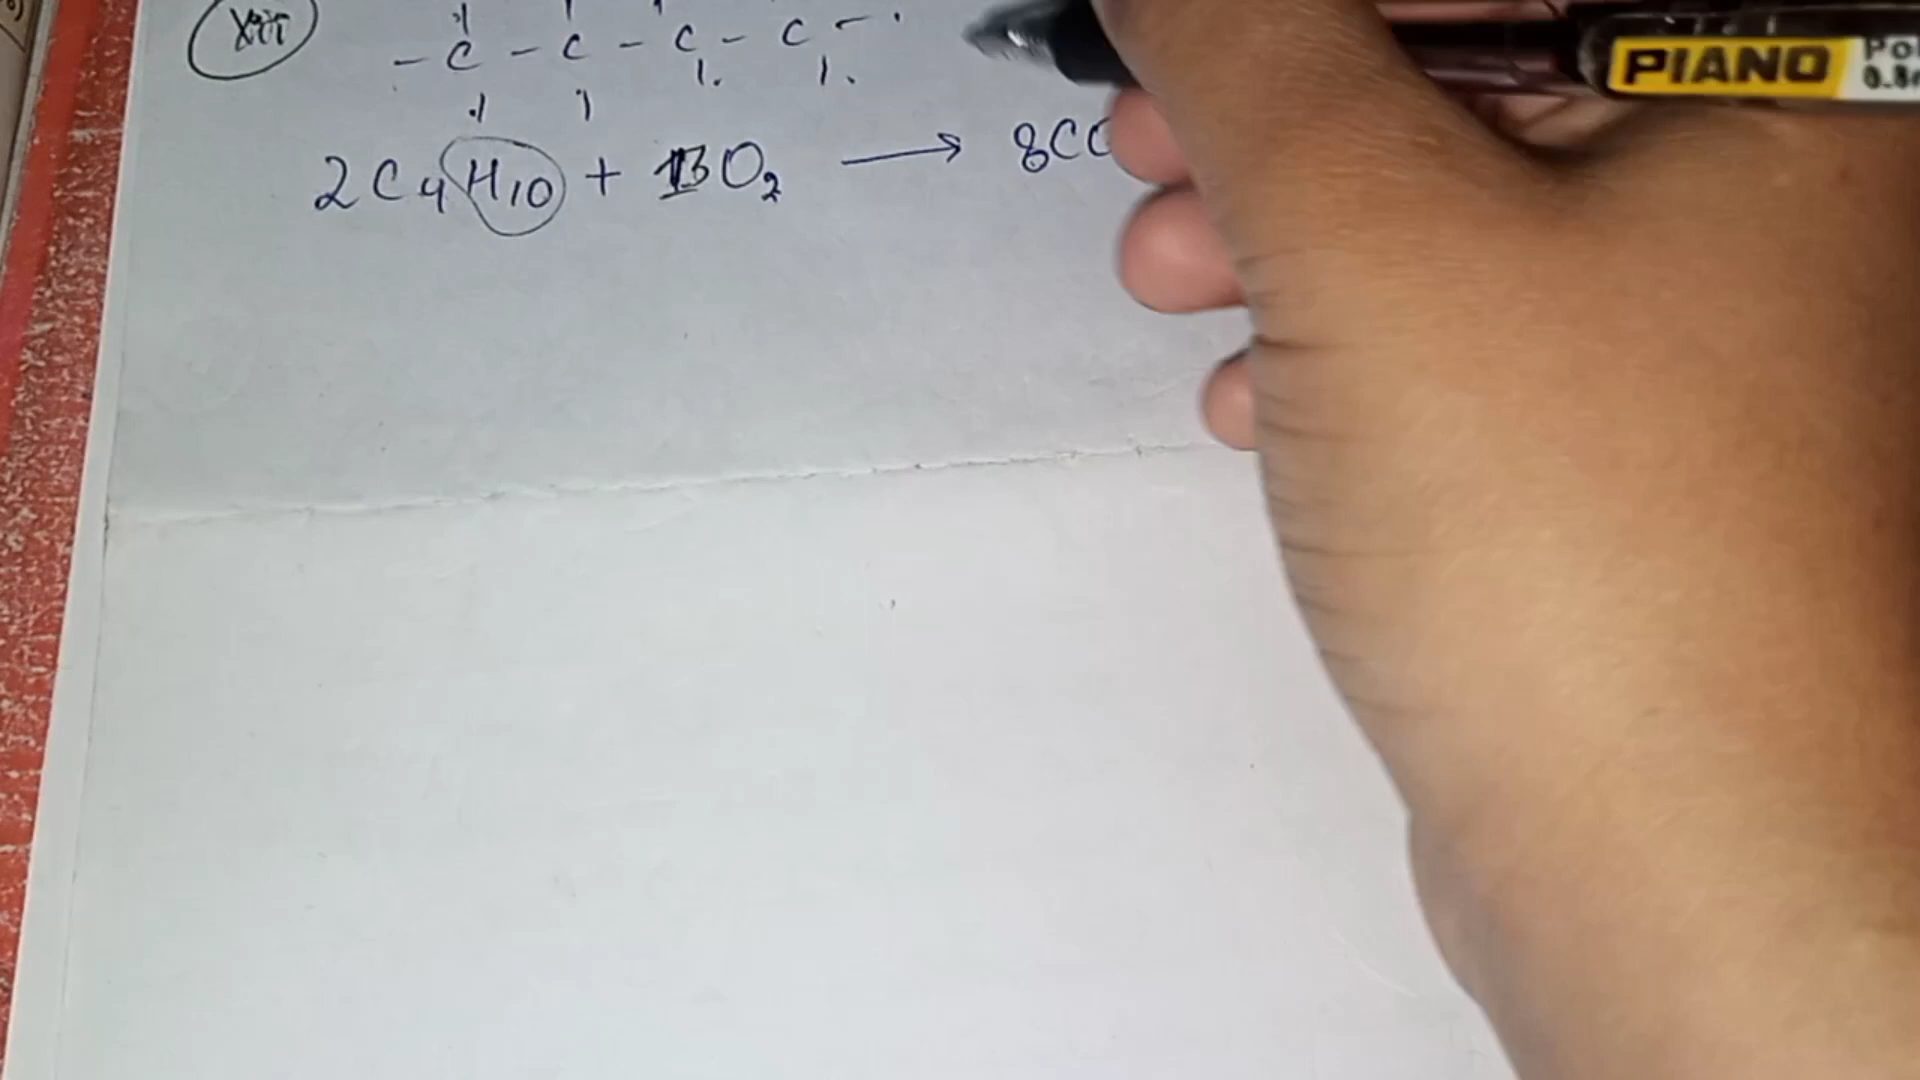 xiii
- C - C - C - C -
2C4H10 + 13O2 ⟶ 8CO
PIANO